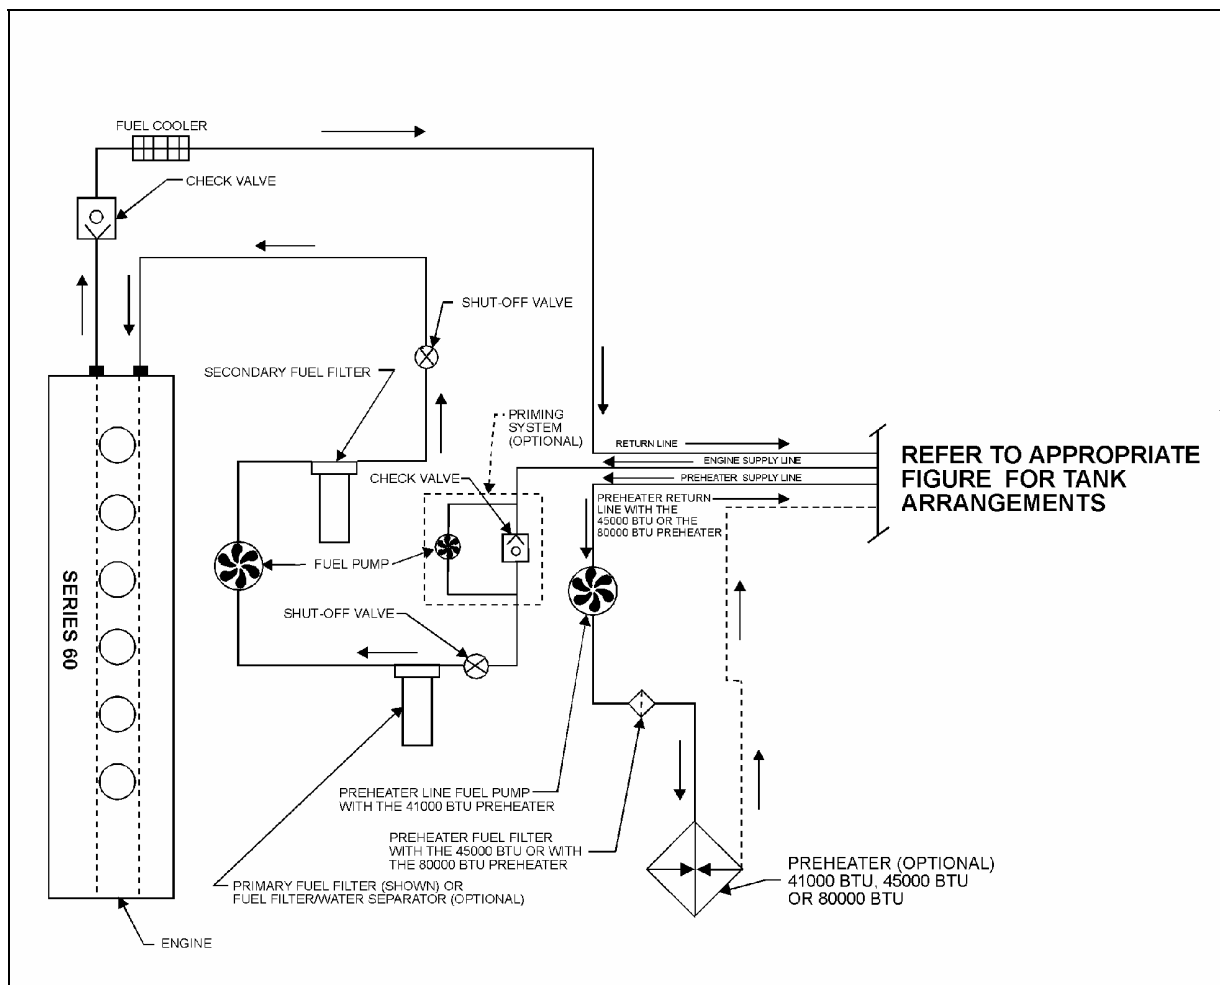 FUEL COOLER
CHECK VALVE
SHUT-OFF VALVE
SECONDARY FUEL FILTER
PRIMING
SYSTEM
(OPTIONAL)
RETURN LINE
ENGINE SUPPLY LINE
PREHEATER SUPPLY LINE
REFER TO APPROPRIATE
FIGURE FOR TANK
ARRANGEMENTS
CHECK VALVE
PREHEATER RETURN
LINE WITH THE
45000 BTU OR THE
80000 BTU PREHEATER
FUEL PUMP
SERIES 60
SHUT-OFF VALVE
PREHEATER LINE FUEL PUMP
WITH THE 41000 BTU PREHEATER
PREHEATER FUEL FILTER
WITH THE 45000 BTU OR WITH
THE 80000 BTU PREHEATER
PREHEATER (OPTIONAL)
41000 BTU, 45000 BTU
OR 80000 BTU
PRIMARY FUEL FILTER (SHOWN) OR
FUEL FILTER/WATER SEPARATOR (OPTIONAL)
ENGINE